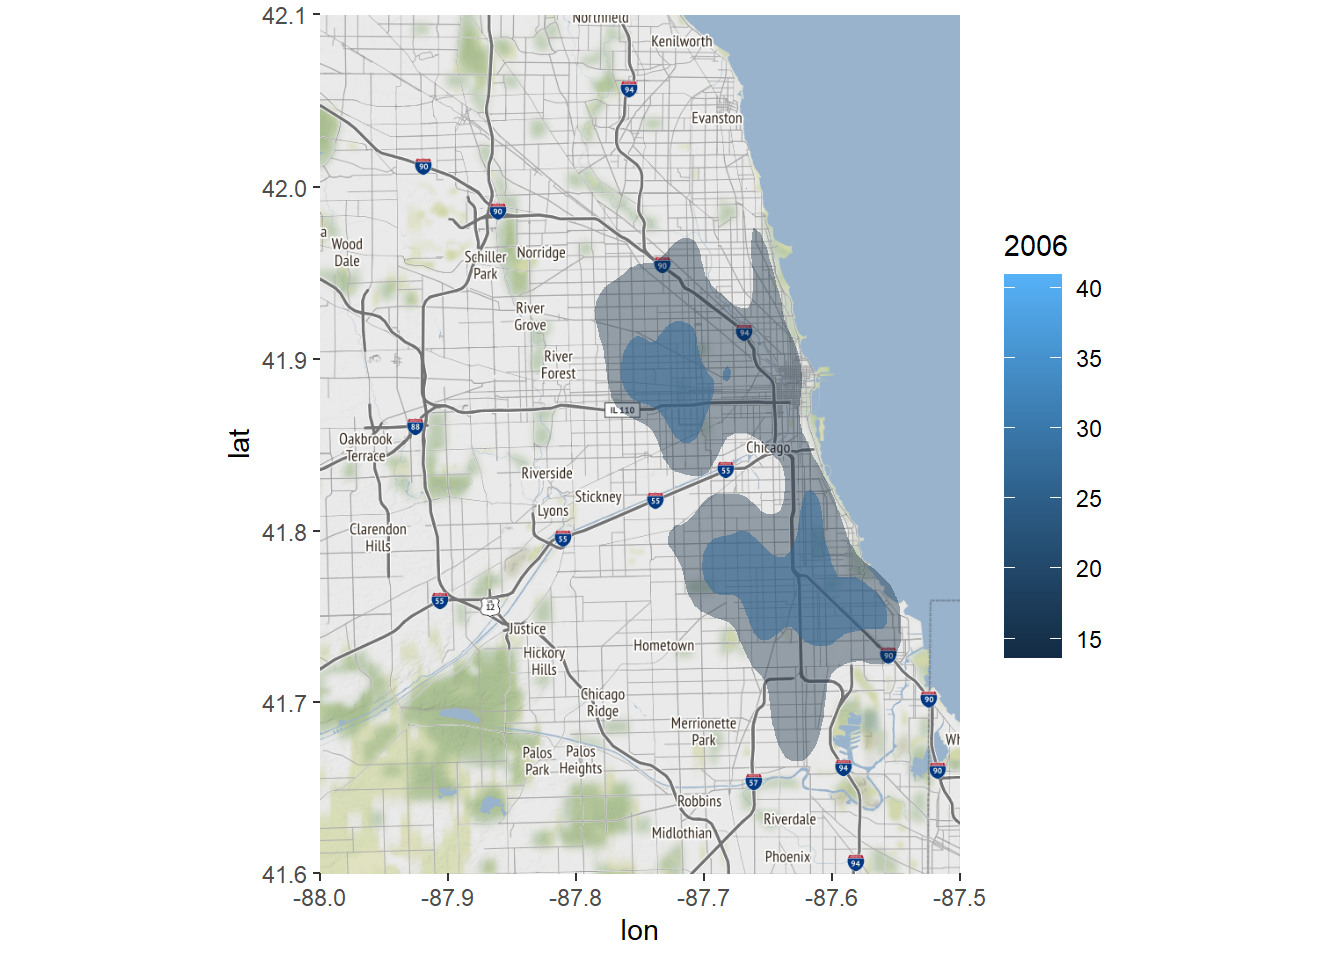 42.1
42.0
41.9
41.8
41.7
41.6
lat
-88.0
-87.9
-87.8
-87.7
-87.6
-87.5
lon
Northfield
Kenilworth
94
Evanston
90
90
a
Wood
Dale
Schiller
Park
Norridge
90
River
Grove
94
River
Forest
IL 110
88
Oakbrook
Terrace
Chicago
55
Riverside
Stickney
55
Lyons
Clarendon
Hills
55
55
12
Justice
Hometown
Hickory
Hills
90
Chicago
Ridge
90
Merrionette
Park
Wh
Palos
Park
Palos
Heights
94
90
57
Robbins
Riverdale
Midlothian
Phoenix
94
2006
40
35
30
25
20
15